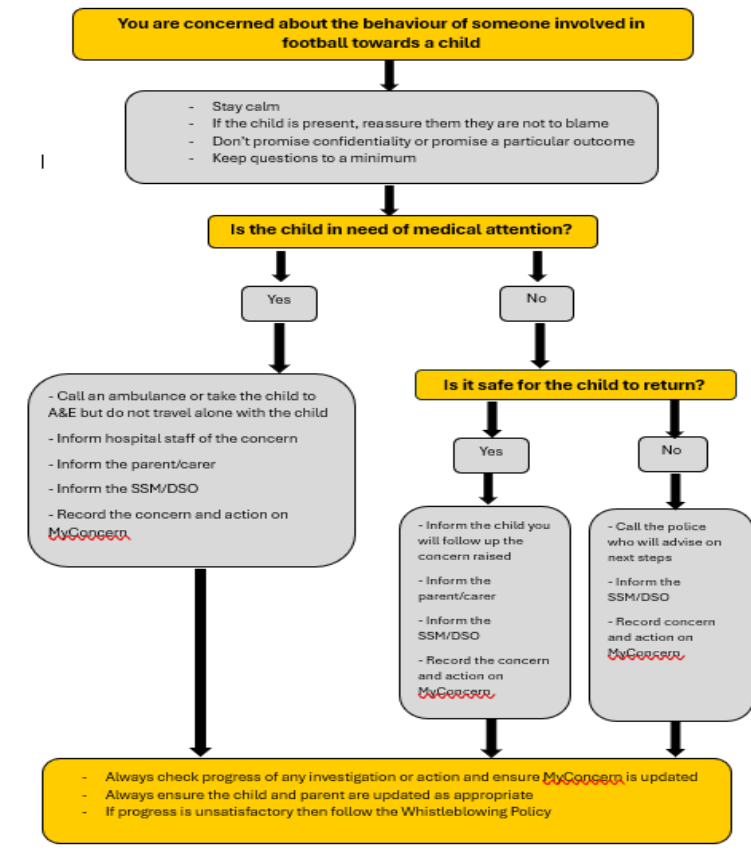 You are concerned about the behaviour of someone involved in
football towards a child
- Stay calm
- If the child is present, reassure them they are not to blame
- Don't promise confidentiality or promise a particular outcome
- Keep questions to a minimum
Is the child in need of medical attention?
Yes
No
- Call an ambulance or take the child to
A&E but do not travel alone with the child
- Inform hospital staff of the concern
- Inform the parent/carer
- Inform the SSM/DSO
- Record the concern and action on
MyConcern
Is it safe for the child to return?
Yes
No
- Inform the child you
will follow up the
concern raised
- Inform the
parent/carer
- Inform the
SSM/DSO
- Record the concern
and action on
MyConcern
- Call the police
who will advise on
next steps
- Inform the
SSM/DSO
- Record concern
and action on
MyConcern
- Always check progress of any investigation or action and ensure MyConcern is updated
- Always ensure the child and parent are updated as appropriate
- If progress is unsatisfactory then follow the Whistleblowing Policy